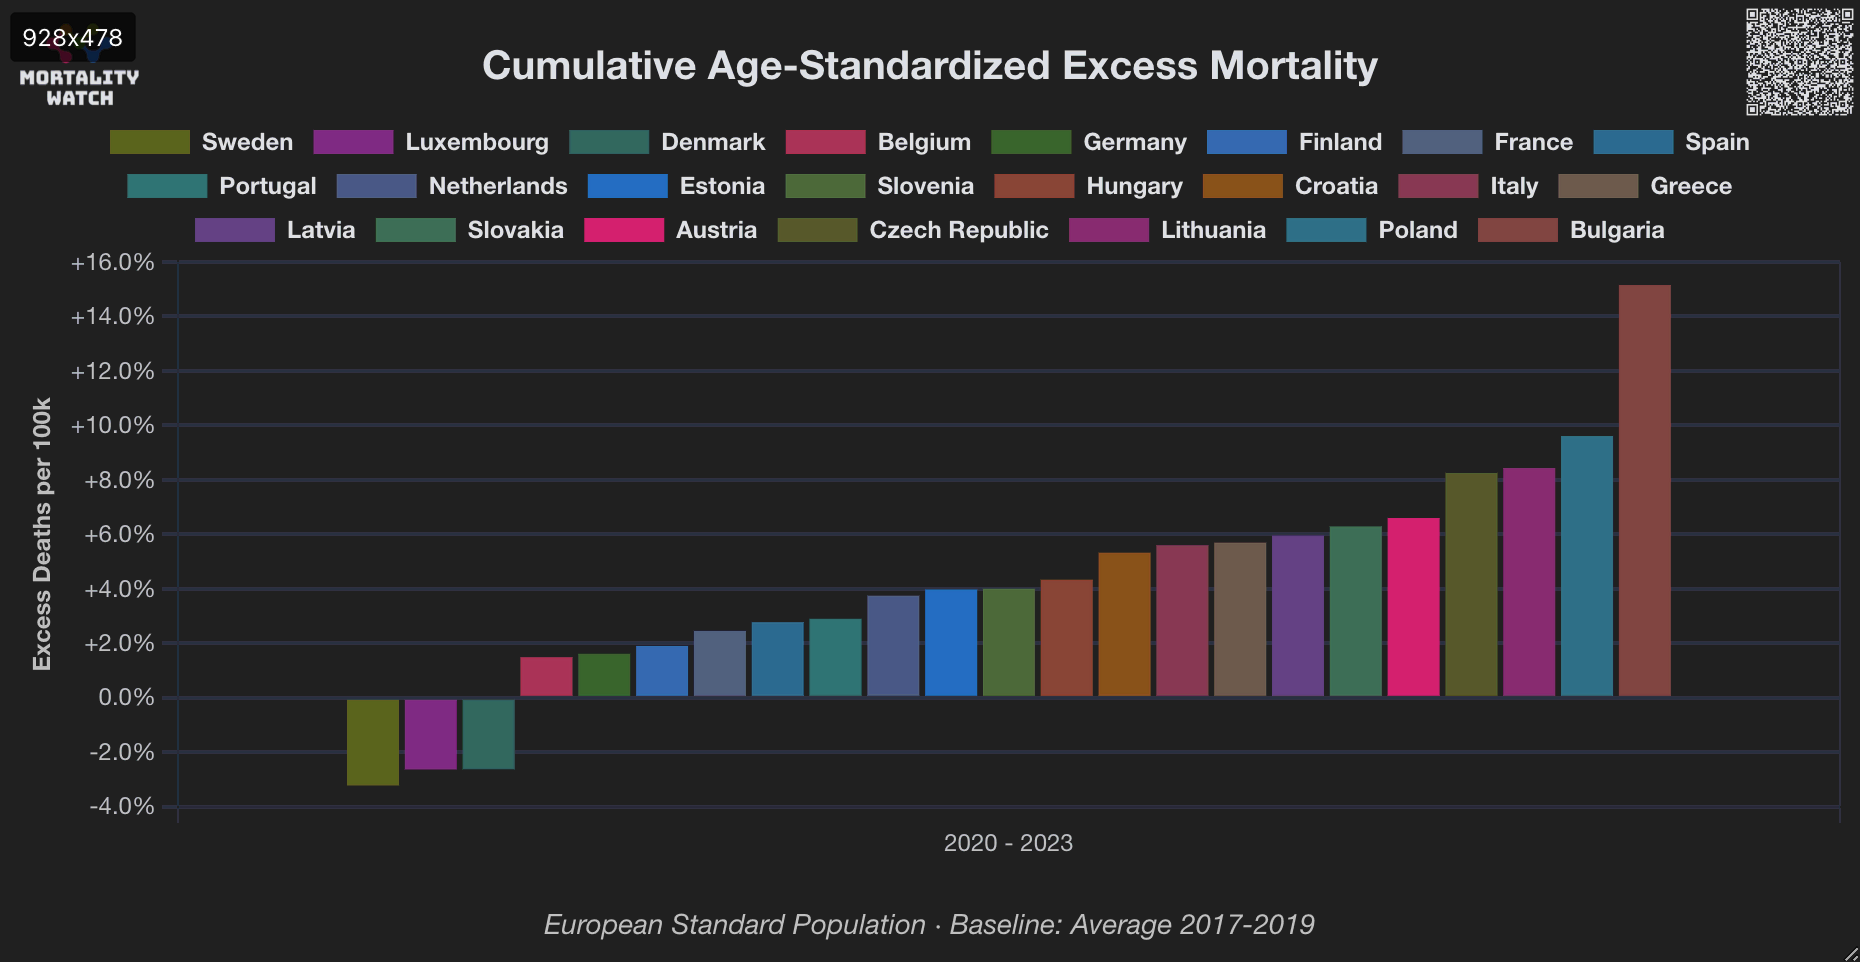 928x478
MORTALITY
WATCH
Cumulative Age-Standardized Excess Mortality
Sweden Luxembourg Denmark Belgium Germany Finland France Spain
Portugal Netherlands Estonia Slovenia Hungary Croatia Italy Greece
Latvia Slovakia Austria Czech Republic Lithuania Poland Bulgaria
+16.0%
+14.0%
+12.0%
+10.0%
+8.0%
+6.0%
+4.0%
+2.0%
0.0%
-2.0%
-4.0%
Excess Deaths per 100k
2020 - 2023
European Standard Population · Baseline: Average 2017-2019